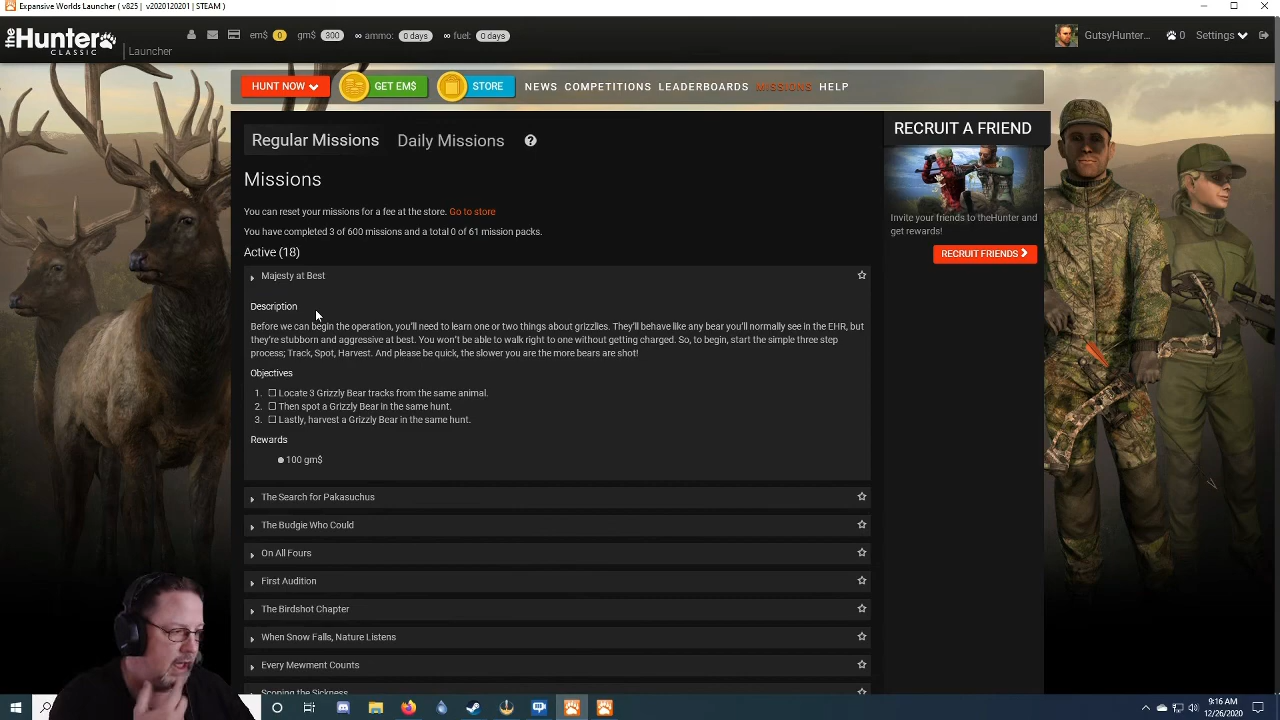 Expansive Worlds Launcher ( v825 | v2020120201 | STEAM )
theHunter CLASSIC | Launcher
em$ 0 gm$ 300 ∞ ammo: 0 days ∞ fuel: 0 days
GutsyHunter... 0 Settings
HUNT NOW GET EM$ STORE NEWS COMPETITIONS LEADERBOARDS MISSIONS HELP
Regular Missions Daily Missions ?
RECRUIT A FRIEND
Missions
You can reset your missions for a fee at the store. Go to store
You have completed 3 of 600 missions and a total 0 of 61 mission packs.
Invite your friends to theHunter and
get rewards!
RECRUIT FRIENDS
Active (18)
Majesty at Best
Description
Before we can begin the operation, you'll need to learn one or two things about grizzlies. They'll behave like any bear you'll normally see in the EHR, but
they're stubborn and aggressive at best. You won't be able to walk right to one without getting charged. So, to begin, start the simple three step
process; Track, Spot, Harvest. And please be quick, the slower you are the more bears are shot!
Objectives
1. Locate 3 Grizzly Bear tracks from the same animal.
2. Then spot a Grizzly Bear in the same hunt.
3. Lastly, harvest a Grizzly Bear in the same hunt.
Rewards
100 gm$
The Search for Pakasuchus
The Budgie Who Could
On All Fours
First Audition
The Birdshot Chapter
When Snow Falls, Nature Listens
Every Mewment Counts
Scoping the Sickness
9:16 AM
12/26/2020